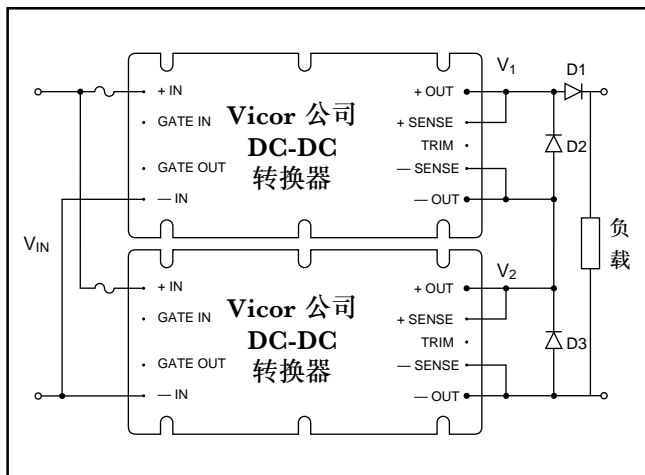 V1
D1
+ IN
+ OUT
Vicor 公司
GATE IN
+ SENSE
DC-DC
TRIM
D2
GATE OUT
转换器
— SENSE
— IN
— OUT
VIN
负
载
V2
+ IN
+ OUT
Vicor 公司
GATE IN
+ SENSE
DC-DC
TRIM
D3
GATE OUT
转换器
— SENSE
— IN
— OUT